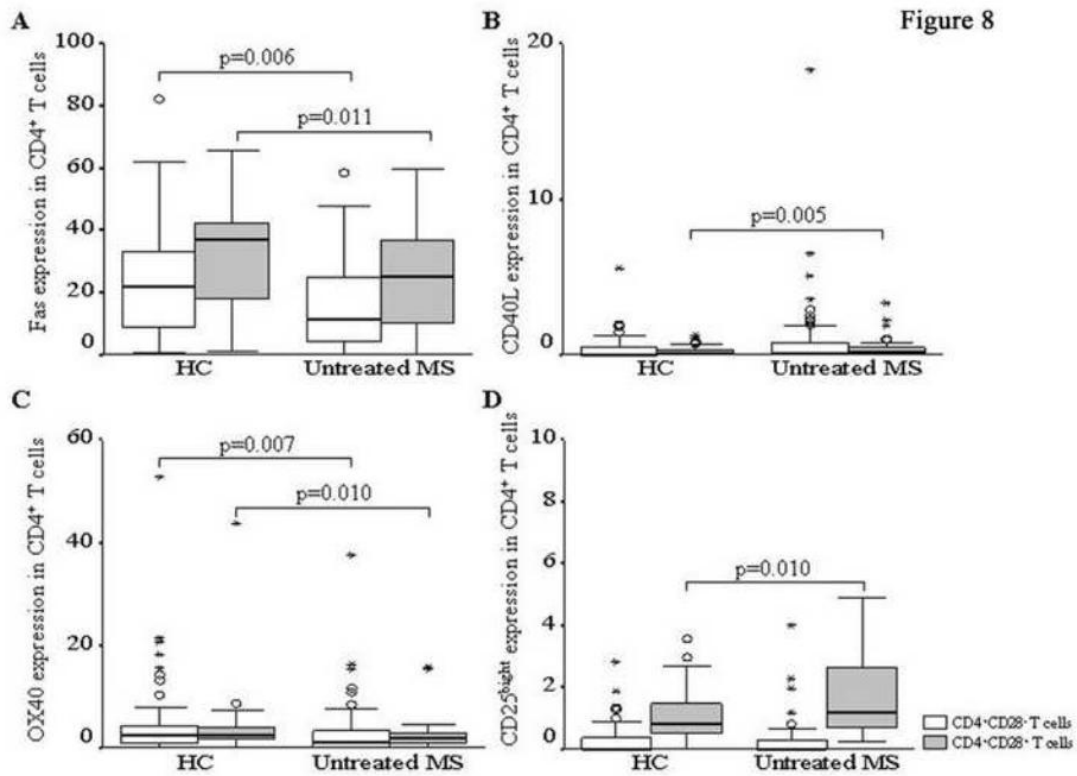 Figure 8
A
Fas expression in CD4⁺ T cells
100
80
60
40
20
0
p=0.006
p=0.011
HC
Untreated MS
B
CD40L expression in CD4⁺ T cells
20
10
0
p=0.005
HC
Untreated MS
C
OX40 expression in CD4⁺ T cells
60
40
20
0
p=0.007
p=0.010
HC
Untreated MS
D
CD25ᵇⁱᵍʰᵗ expression in CD4⁺ T cells
10
8
6
4
2
0
p=0.010
HC
Untreated MS
CD4⁺CD28⁻ T cells
CD4⁺CD28⁺ T cells